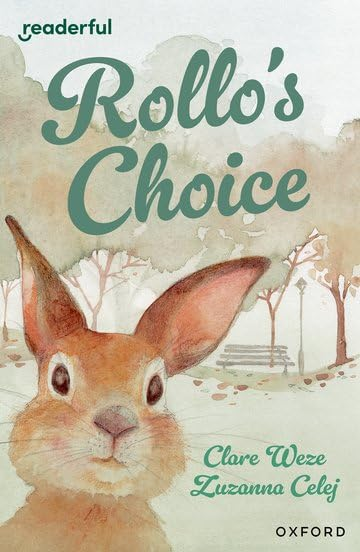 readerful
Rollo's
Choice
Clare Weze
Zuzanna Celej
OXFORD